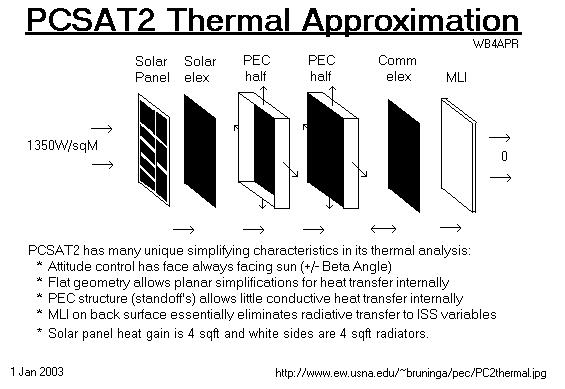 PCSAT2 Thermal Approximation
WB4APR
Solar Panel
Solar elex
PEC half
PEC half
Comm elex
MLI
1350W/sqM
0
PCSAT2 has many unique simplifying characteristics in its thermal analysis:
* Attitude control has face always facing sun (+/- Beta Angle)
* Flat geometry allows planar simplifications for heat transfer internally
* PEC structure (standoff's) allows little conductive heat transfer internally
* MLI on back surface essentially eliminates radiative transfer to ISS variables
* Solar panel heat gain is 4 sqft and white sides are 4 sqft radiators.
1 Jan 2003
http://www.ew.usna.edu/~bruninga/pec/PC2thermal.jpg